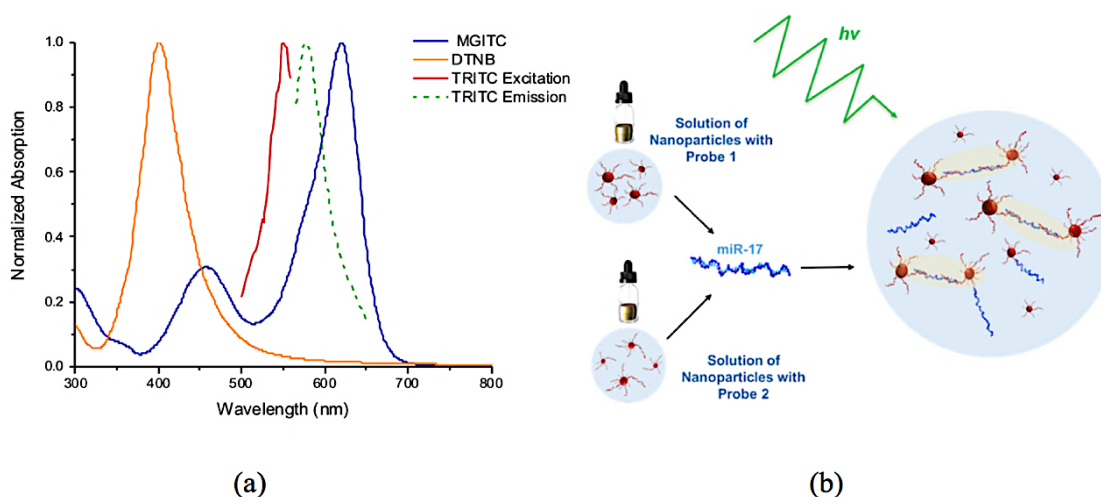 MGITC
DTNB
TRITC Excitation
TRITC Emission
1.0
0.8
0.6
0.4
0.2
0.0
Normalized Absorption
300
400
500
600
700
800
Wavelength (nm)
(a)
hv
Solution of
Nanoparticles with
Probe 1
miR-17
Solution of
Nanoparticles with
Probe 2
(b)